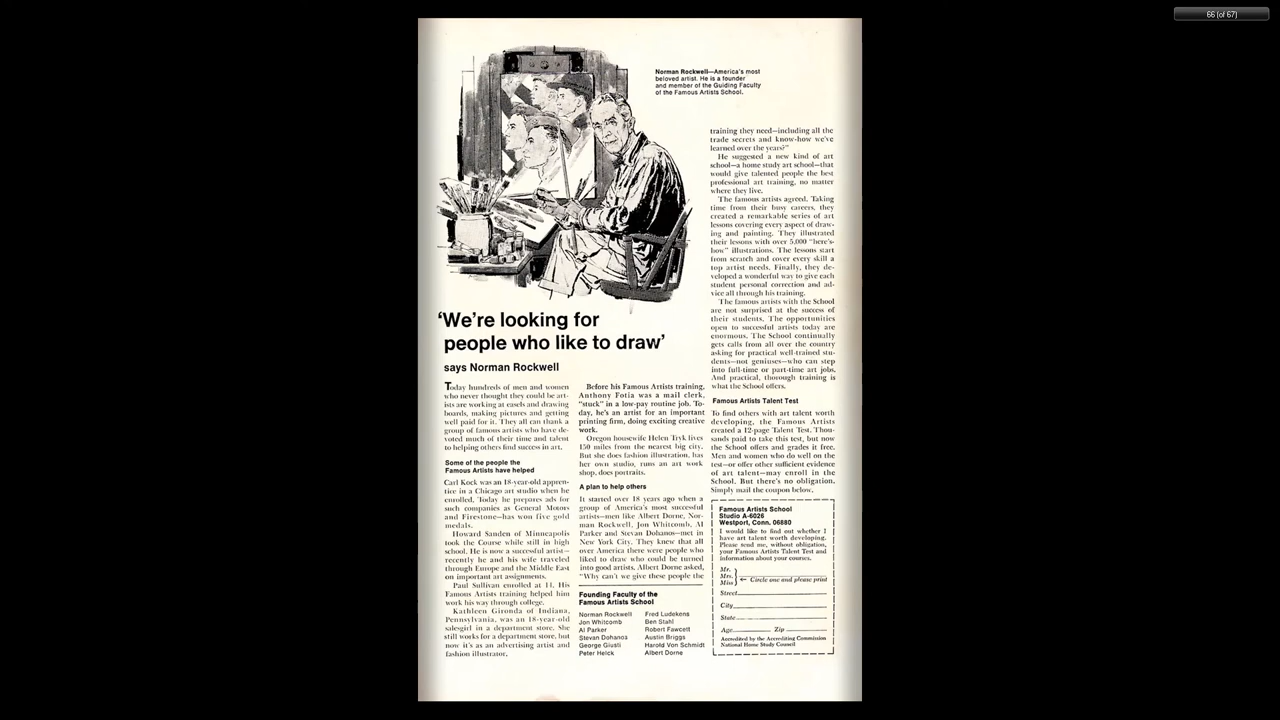 66 (of 67)
Norman Rockwell—America's most
beloved artist. He is a founder
and member of the Guiding Faculty
of the Famous Artists School.
'We're looking for
people who like to draw'
says Norman Rockwell
Today hundreds of men and women
who never thought they could be art-
ists are working at easels and drawing
boards, making pictures and getting
well paid for it. They all can thank a
group of famous artists who have de-
voted much of their time and talent
to helping others find success in art.
Some of the people the
Famous Artists have helped
Carl Kock was an 18-year-old appren-
tice in a Chicago art studio when he
enrolled. Today he prepares ads for
such companies as General Motors
and Firestone—has won five gold
medals.
Howard Sanden of Minneapolis
took the Course while still in high
school. He is now a successful artist—
recently he and his wife traveled
through Europe and the Middle East
on important art assignments.
Paul Sullivan enrolled at 14. His
Famous Artists training helped him
work his way through college.
Kathleen Gironda of Indiana,
Pennsylvania, was an 18-year-old
salesgirl in a department store. She
still works for a department store, but
now it's as an advertising artist and
fashion illustrator.
Before his Famous Artists training,
Anthony Fotia was a mail clerk,
"stuck" in a low-pay routine job. To-
day, he's an artist for an important
printing firm, doing exciting creative
work.
Oregon housewife Helen Tryk lives
150 miles from the nearest big city.
But she does fashion illustration, has
her own studio, runs an art work
shop, does portraits.
A plan to help others
It started over 18 years ago when a
group of America's most successful
artists—men like Albert Dorne, Nor-
man Rockwell, Jon Whitcomb, Al
Parker and Stevan Dohanos—met in
New York City. They knew that all
over America there were people who
liked to draw who could be turned
into good artists. Albert Dorne asked,
"Why can't we give these people the
Founding Faculty of the
Famous Artists School
Norman Rockwell
Jon Whitcomb
Al Parker
Stevan Dohanos
George Giusti
Peter Helck
Fred Ludekens
Ben Stahl
Robert Fawcett
Austin Briggs
Harold Von Schmidt
Albert Dorne
training they need—including all the
trade secrets and know-how we've
learned over the years?"
He suggested a new kind of art
school—a home study art school—that
would give talented people the best
professional art training, no matter
where they live.
The famous artists agreed. Taking
time from their busy careers, they
created a remarkable series of art
lessons covering every aspect of draw-
ing and painting. They illustrated
their lessons with over 5,000 "here's-
how" illustrations. The lessons start
from scratch and cover every skill a
top artist needs. Finally, they de-
veloped a wonderful way to give each
student personal correction and ad-
vice all through his training.
The famous artists with the School
are not surprised at the success of
their students. The opportunities
open to successful artists today are
enormous. The School continually
gets calls from all over the country
asking for practical well-trained stu-
dents—not geniuses—who can step
into full-time or part-time art jobs.
And practical, thorough training is
what the School offers.
Famous Artists Talent Test
To find others with art talent worth
developing, the Famous Artists
created a 12-page Talent Test. Thou-
sands paid to take this test, but now
the School offers and grades it free.
Men and women who do well on the
test—or offer other sufficient evidence
of art talent—may enroll in the
School. But there's no obligation.
Simply mail the coupon below.
Famous Artists School
Studio A-6026
Westport, Conn. 06880
I would like to find out whether I
have art talent worth developing.
Please send me, without obligation,
your Famous Artists Talent Test and
information about your courses.
Mr.
Mrs. ← Circle one and please print
Miss
Street
City
State
Age Zip
Accredited by the Accrediting Commission
National Home Study Council